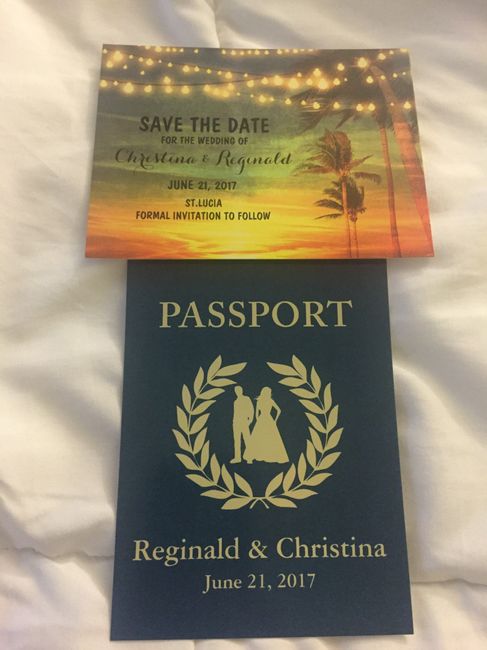 SAVE THE DATE
FOR THE WEDDING OF
Christina & Reginald
JUNE 21, 2017
ST.LUCIA
FORMAL INVITATION TO FOLLOW
PASSPORT
Reginald & Christina
June 21, 2017